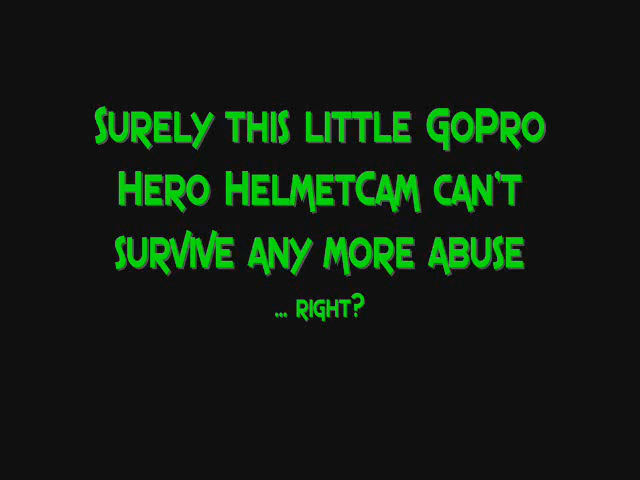 Surely this little GoPro
Hero HelmetCam can't
survive any more abuse
... right?